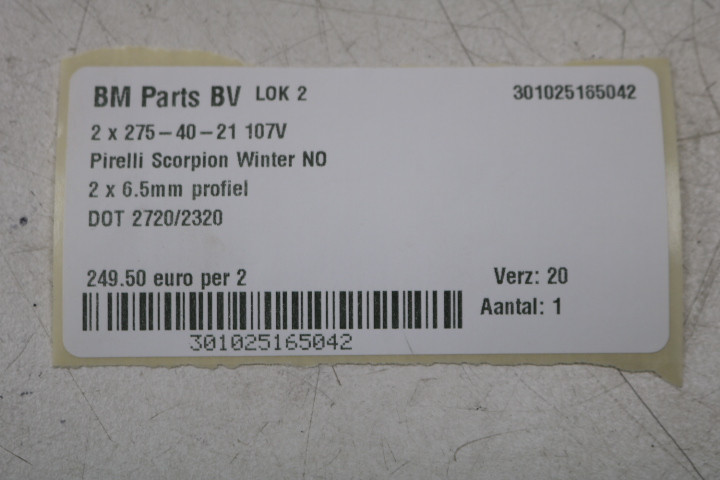 BM Parts BV LOK 2 301025165042
2 x 275-40-21 107V
Pirelli Scorpion Winter NO
2 x 6.5mm profiel
DOT 2720/2320
249.50 euro per 2 Verz: 20
Aantal: 1
301025165042